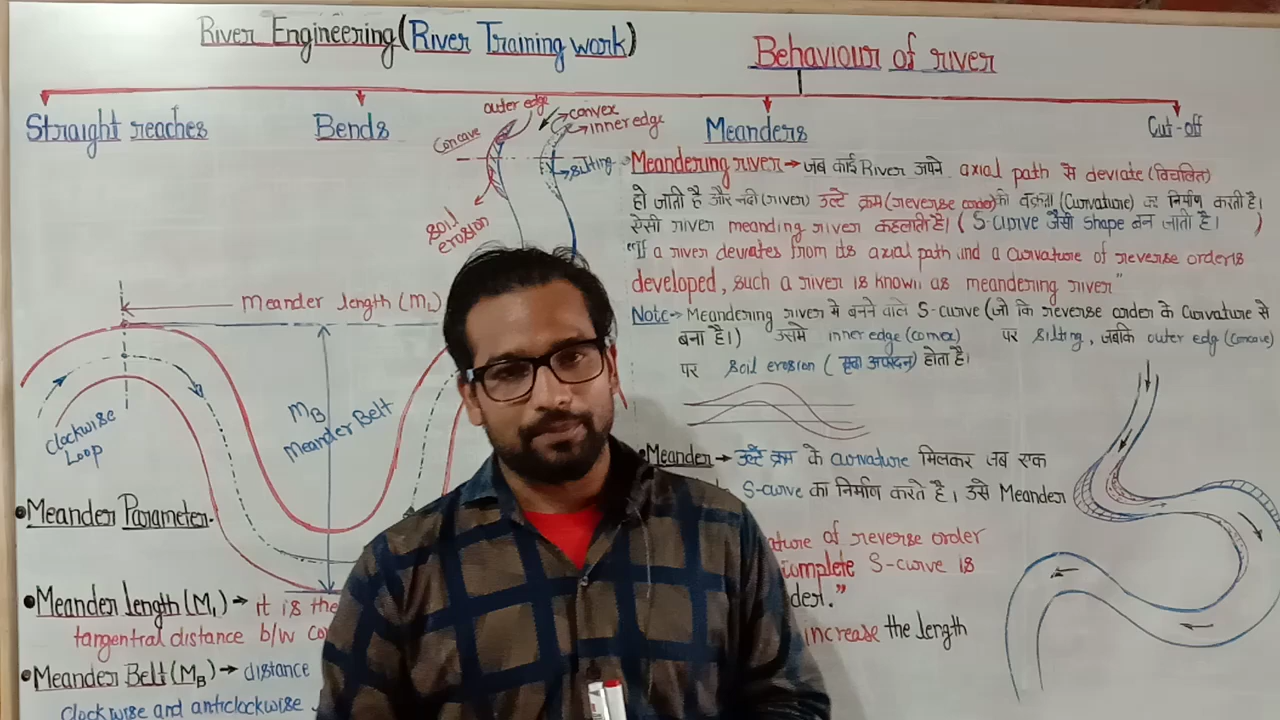 River Engineering (River Training work)
Behaviour of river
Straight reaches
Bends
Meanders
Cut-off
outer edge
convex
inner edge
Concave
silting
soil erosion
Meandering river → जब कोई River अपने axial path से deviate (विचलित)
हो जाती है और नदी (river) उल्टे क्रम (reverse order) की वक्रता (Curvature) का निर्माण करती है।
ऐसी river meanding river कहलाती है। ( S-curve जैसी shape बन जाती है। )
"If a river deviates from its axial path and a curvature of reverse order is
developed, such a river is known as meandering river"
Note → Meandering river में बनने वाले S-curve (जो कि reverse order के curvature से
बना है।) उसमे inner edge (convex) पर silting, जबकि outer edg (concave)
पर soil erosion ( मृदा अपरदन) होता है।
Meander length (ML)
MB
Meander Belt
Clockwise
Loop
Meander → उल्टे क्रम के curvature मिलकर जब एक
S-curve का निर्माण करते है। उसे Meander
ature of reverse order
complete S-curve is
der."
increase the length
• Meander Parameter.
• Meander length (ML) → it is the
tangential distance b/w co
• Meander Belt (MB) → distance
clockwise and anticlockwise